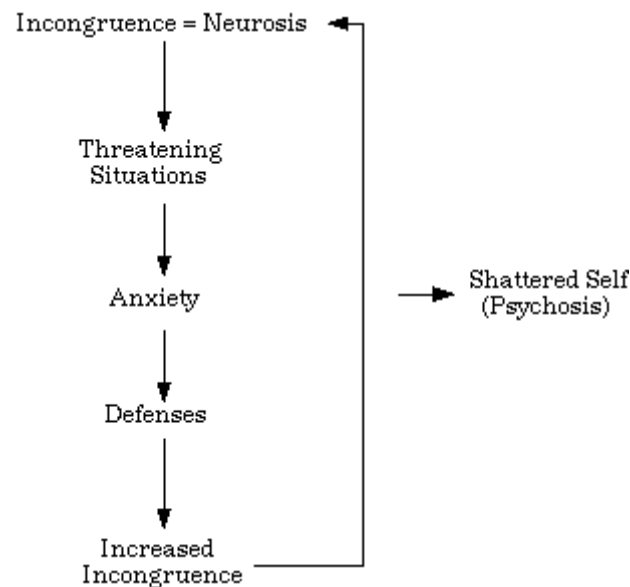 Incongruence = Neurosis
Threatening
Situations
Anxiety
Shattered Self
(Psychosis)
Defenses
Increased
Incongruence